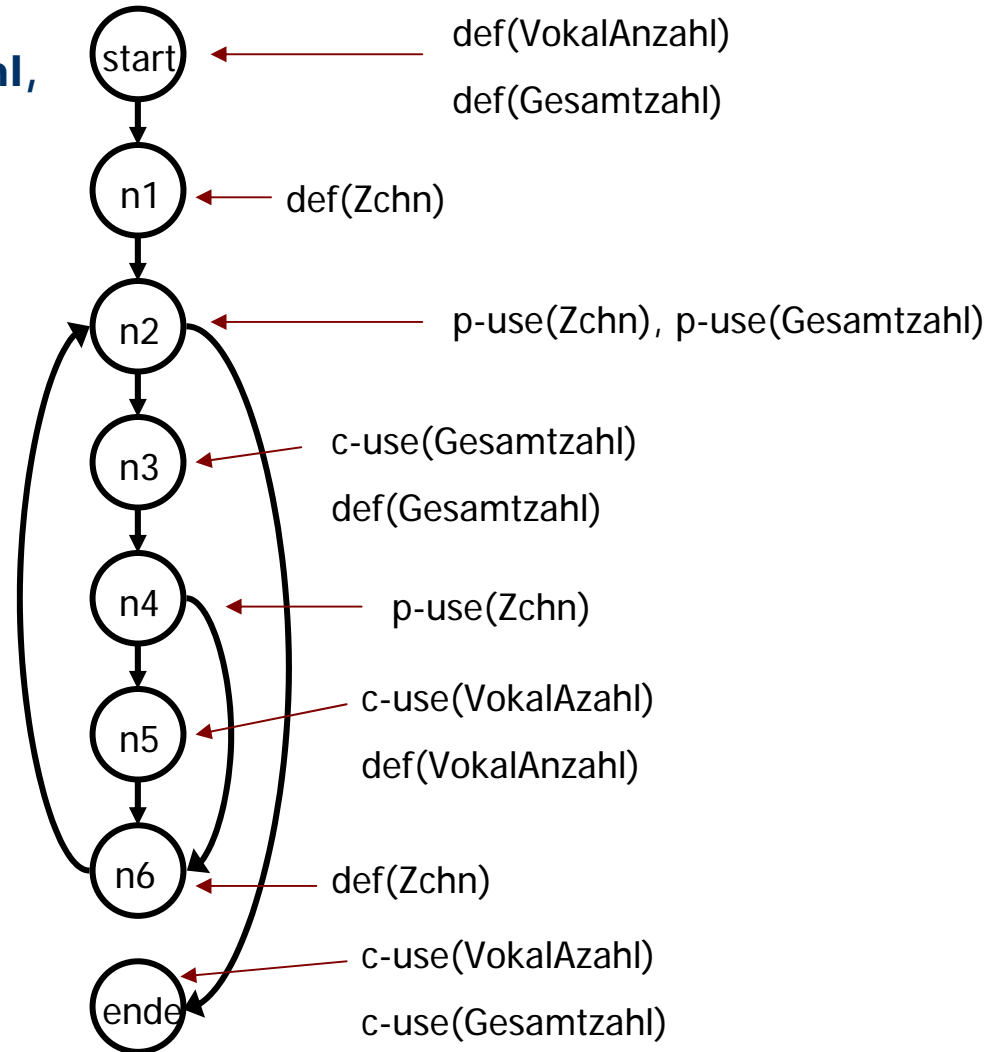 def(VokalAnzahl)
start
hl,
def(Gesamtzahl)
n1
def(Zchn)
n2
p-use(Zchn), p-use(Gesamtzahl)
c-use(Gesamtzahl)
n3
def(Gesamtzahl)
n4
p-use(Zchn)
c-use(VokalAzahl)
n5
def(VokalAnzahl)
n6
def(Zchn)
c-use(VokalAzahl)
ende
c-use(Gesamtzahl)